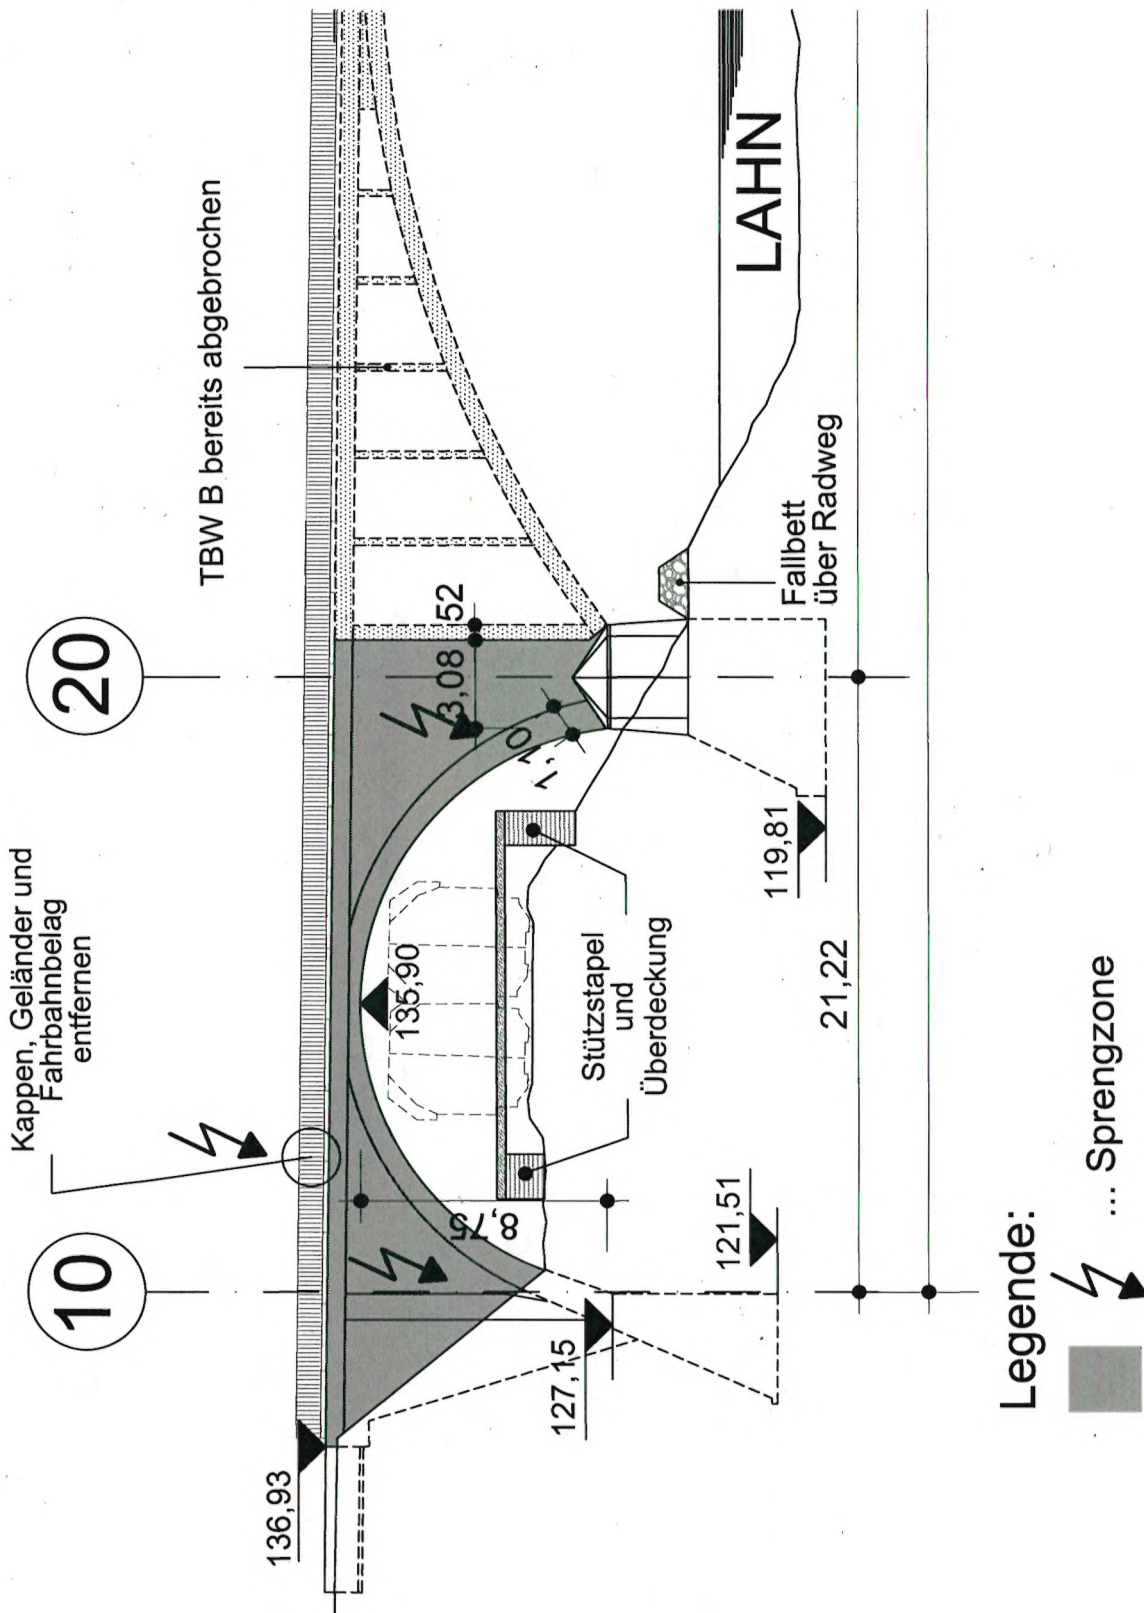 10
20
Kappen, Geländer und
Fahrbahnbelag
entfernen
TBW B bereits abgebrochen
136,93
127,15
8,75
135,90
1,10
3,08
52
Stützstapel
und
Überdeckung
Fallbett
über Radweg
LAHN
121,51
119,81
21,22
Legende:
... Sprengzone